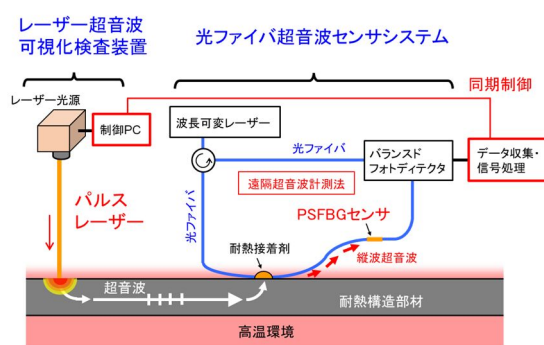 レーザー超音波
可視化検査装置
光ファイバ超音波センサシステム
レーザー光源
制御PC
同期制御
波長可変レーザー
光ファイバ
バランスド
フォトディテクタ
データ収集・
信号処理
遠隔超音波計測法
パルス
レーザー
光ファイバ
PSFBGセンサ
耐熱接着剤
縦波超音波
超音波
耐熱構造部材
高温環境